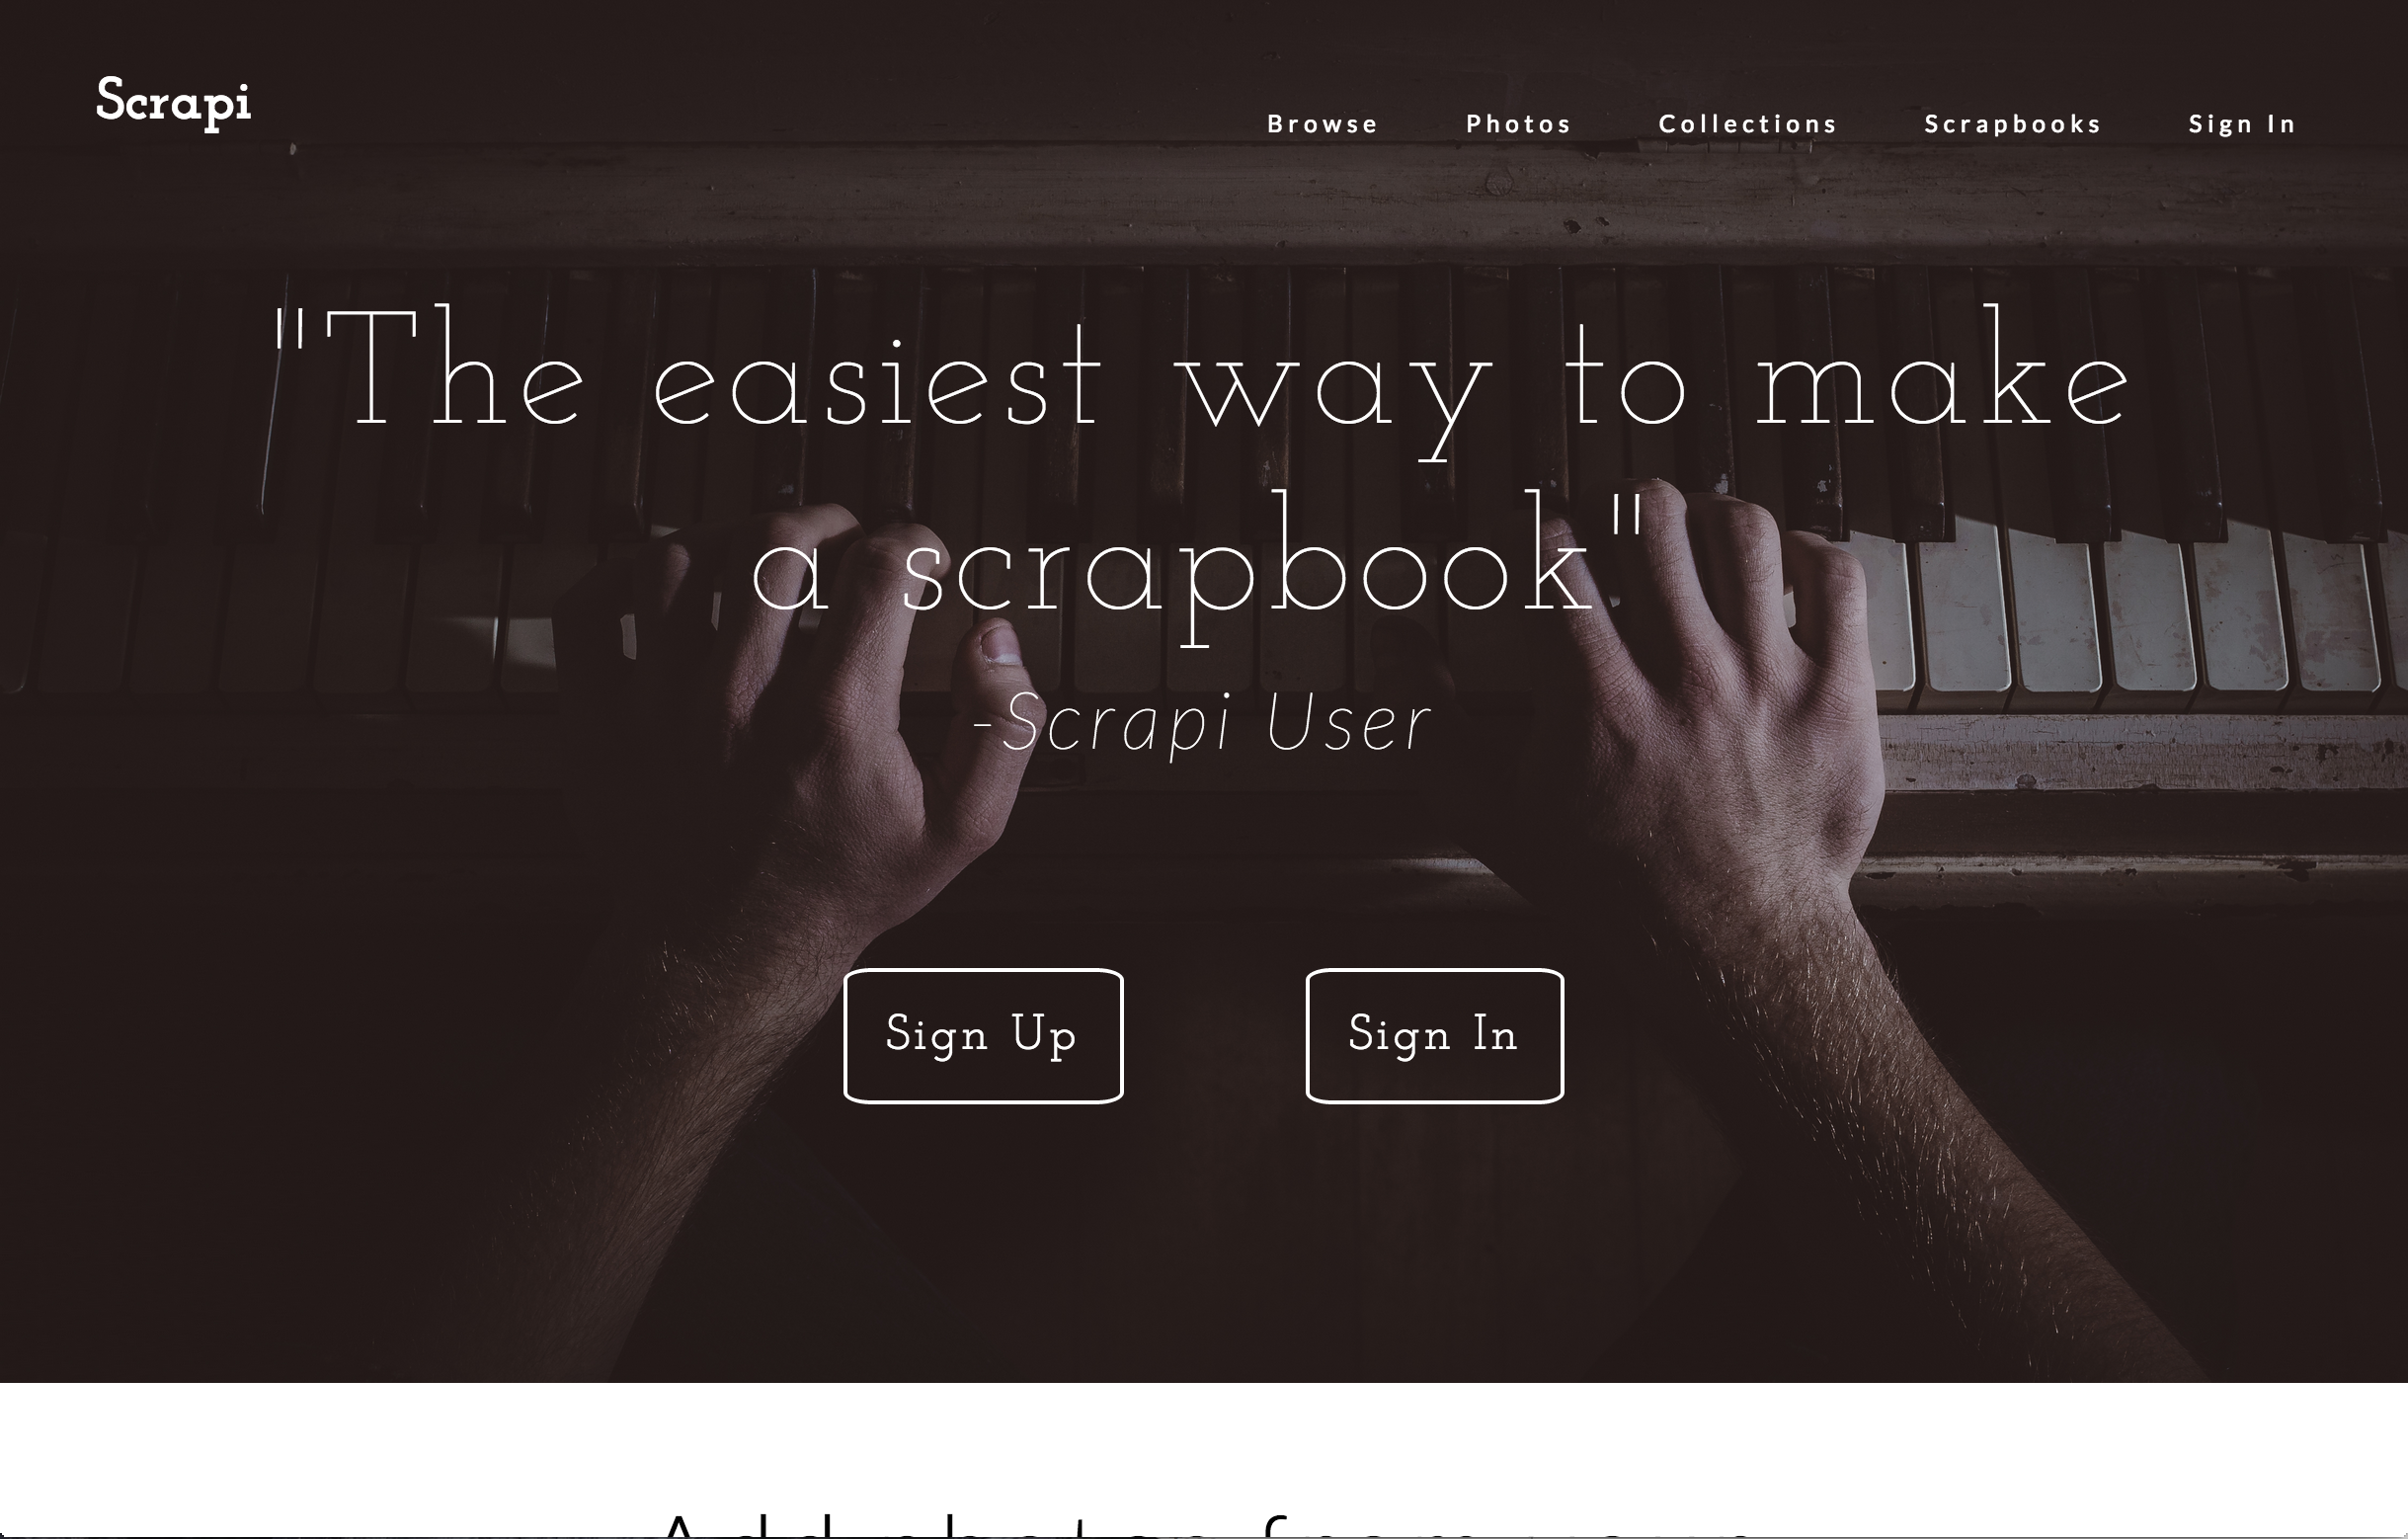 Scrapi
Browse Photos Collections Scrapbooks Sign In
"The easiest way to make
a scrapbook"
-Scrapi User
Sign Up Sign In